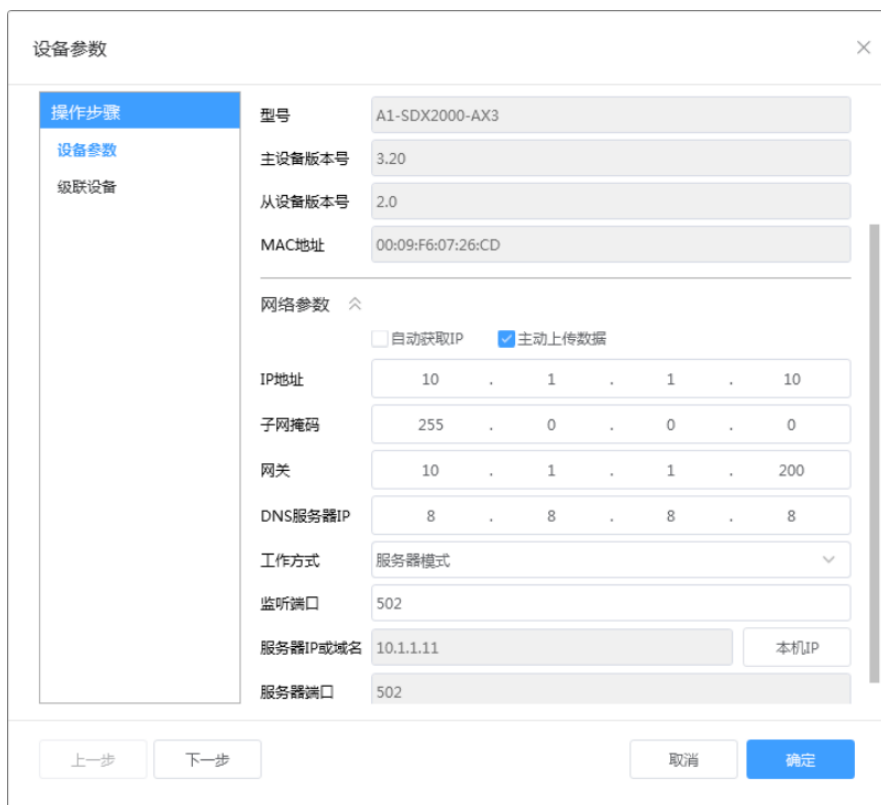 设备参数
操作步骤
设备参数
级联设备
型号 A1-SDX2000-AX3
主设备版本号 3.20
从设备版本号 2.0
MAC地址 00:09:F6:07:26:CD
网络参数
自动获取IP 主动上传数据
IP地址 10 . 1 . 1 . 10
子网掩码 255 . 0 . 0 . 0
网关 10 . 1 . 1 . 200
DNS服务器IP 8 . 8 . 8 . 8
工作方式 服务器模式
监听端口 502
服务器IP或域名 10.1.1.11 本机IP
服务器端口 502
上一步 下一步 取消 确定